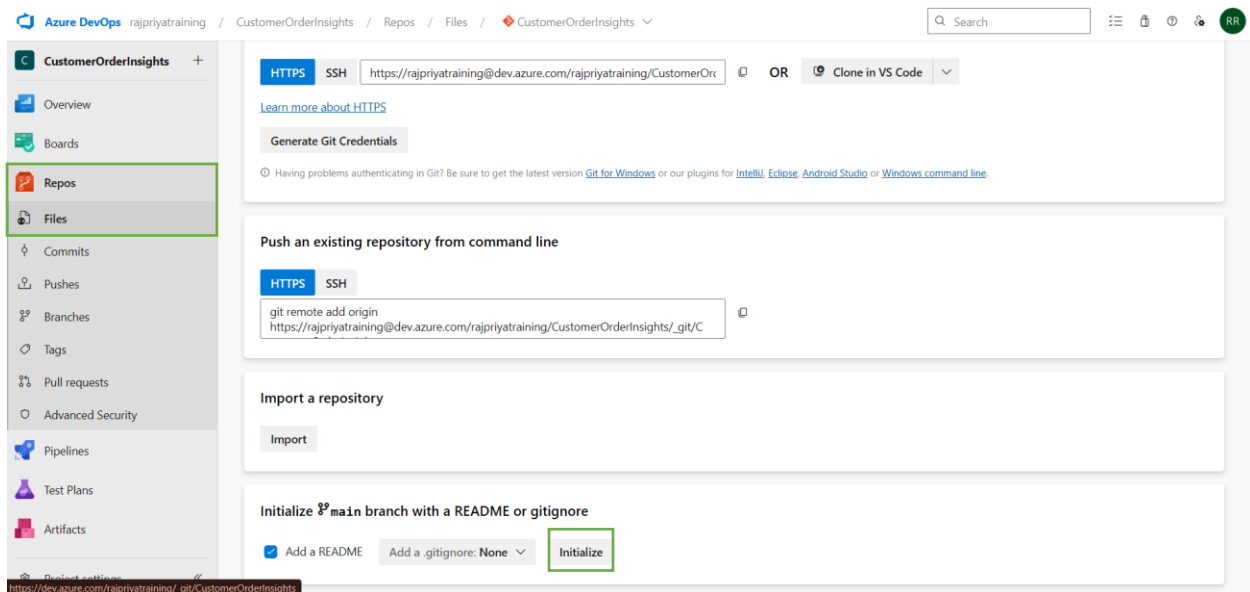 Azure DevOps rajpriyatraining / CustomerOrderInsights / Repos / Files / CustomerOrderInsights
Search
RR
C CustomerOrderInsights +
Overview
Boards
Repos
Files
Commits
Pushes
Branches
Tags
Pull requests
Advanced Security
Pipelines
Test Plans
Artifacts
Project settings
https://dev.azure.com/rajpriyatraining/_git/CustomerOrderInsights
HTTPS SSH https://rajpriyatraining@dev.azure.com/rajpriyatraining/CustomerOrc OR Clone in VS Code
Learn more about HTTPS
Generate Git Credentials
Having problems authenticating in Git? Be sure to get the latest version Git for Windows or our plugins for IntelliJ, Eclipse, Android Studio or Windows command line.
Push an existing repository from command line
HTTPS SSH
git remote add origin
https://rajpriyatraining@dev.azure.com/rajpriyatraining/CustomerOrderInsights/_git/C
Import a repository
Import
Initialize main branch with a README or gitignore
Add a README Add a .gitignore: None Initialize